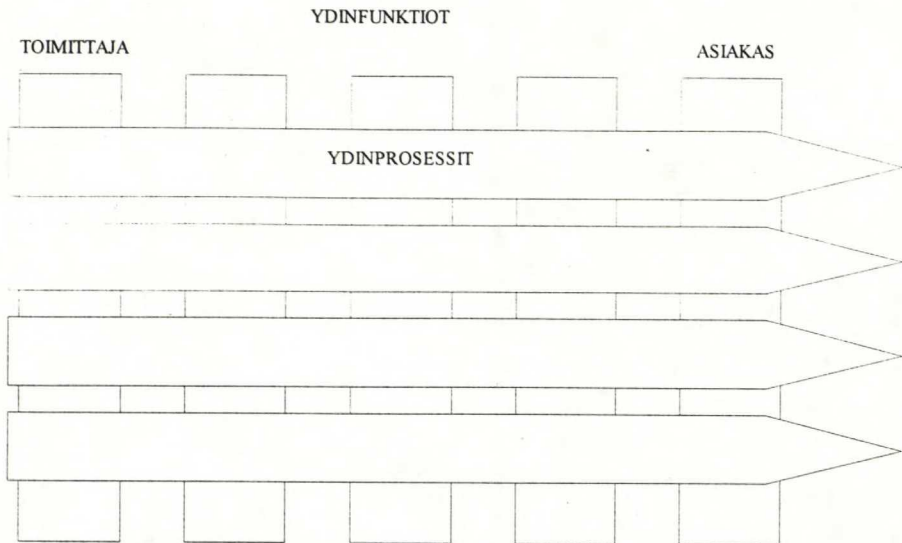 YDINFUNKTIOT
TOIMITTAJA
ASIAKAS
YDINPROSESSIT